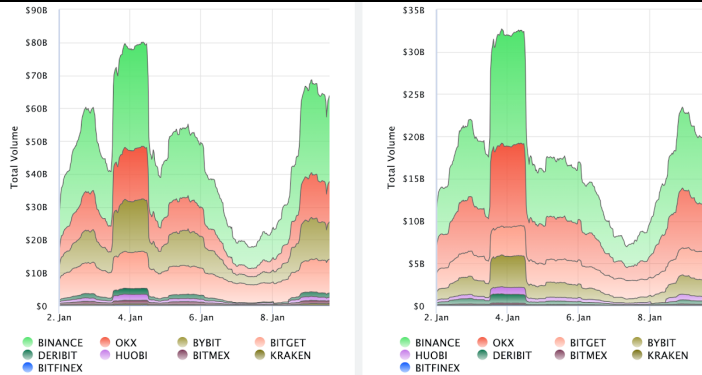 $90B
$80B
$70B
$60B
$50B
$40B
$30B
$20B
$10B
$0
Total Volume
2. Jan
4. Jan
6. Jan
8. Jan
BINANCE OKX BYBIT BITGET
DERIBIT HUOBI BITMEX KRAKEN
BITFINEX
$35B
$30B
$25B
$20B
$15B
$10B
$5B
$0
Total Volume
2. Jan
4. Jan
6. Jan
8. Jan
BINANCE OKX BITGET BYBIT
HUOBI DERIBIT BITMEX KRAKEN
BITFINEX